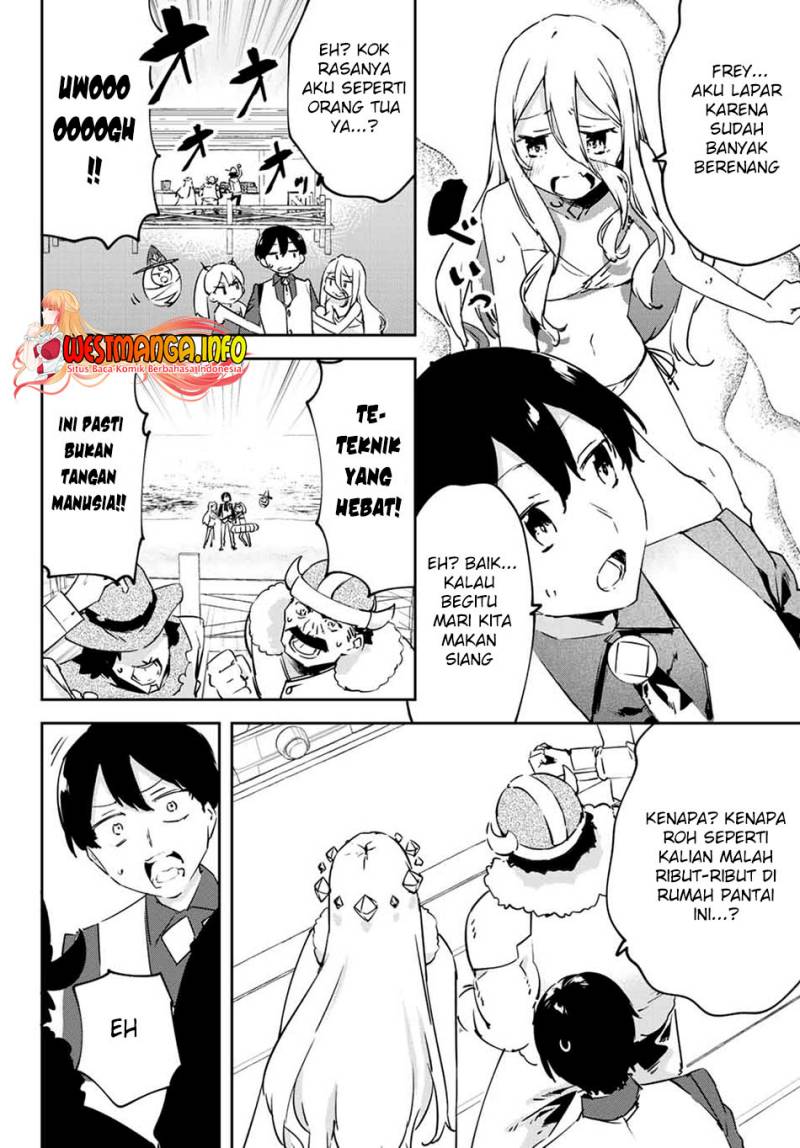 FREY...
AKU LAPAR
KARENA
SUDAH
BANYAK
BERENANG
EH? BAIK...
KALAU
BEGITU
MARI KITA
MAKAN
SIANG
EH? KOK
RASANYA
AKU SEPERTI
ORANG TUA
YA...?
UWOOO
OOOOGH
!!
WESTMANGA.INFO
Situs Baca Komik Berbahasa Indonesia
TE-
TEKNIK
YANG
HEBAT!
INI PASTI
BUKAN
TANGAN
MANUSIA!!
KENAPA? KENAPA
ROH SEPERTI
KALIAN MALAH
RIBUT-RIBUT DI
RUMAH PANTAI
INI...?
EH